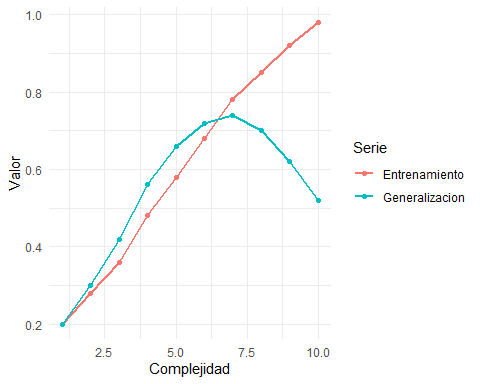 1.0
0.8
0.6
0.4
0.2
Valor
2.5 5.0 7.5 10.0
Complejidad
Serie
Entrenamiento
Generalizacion